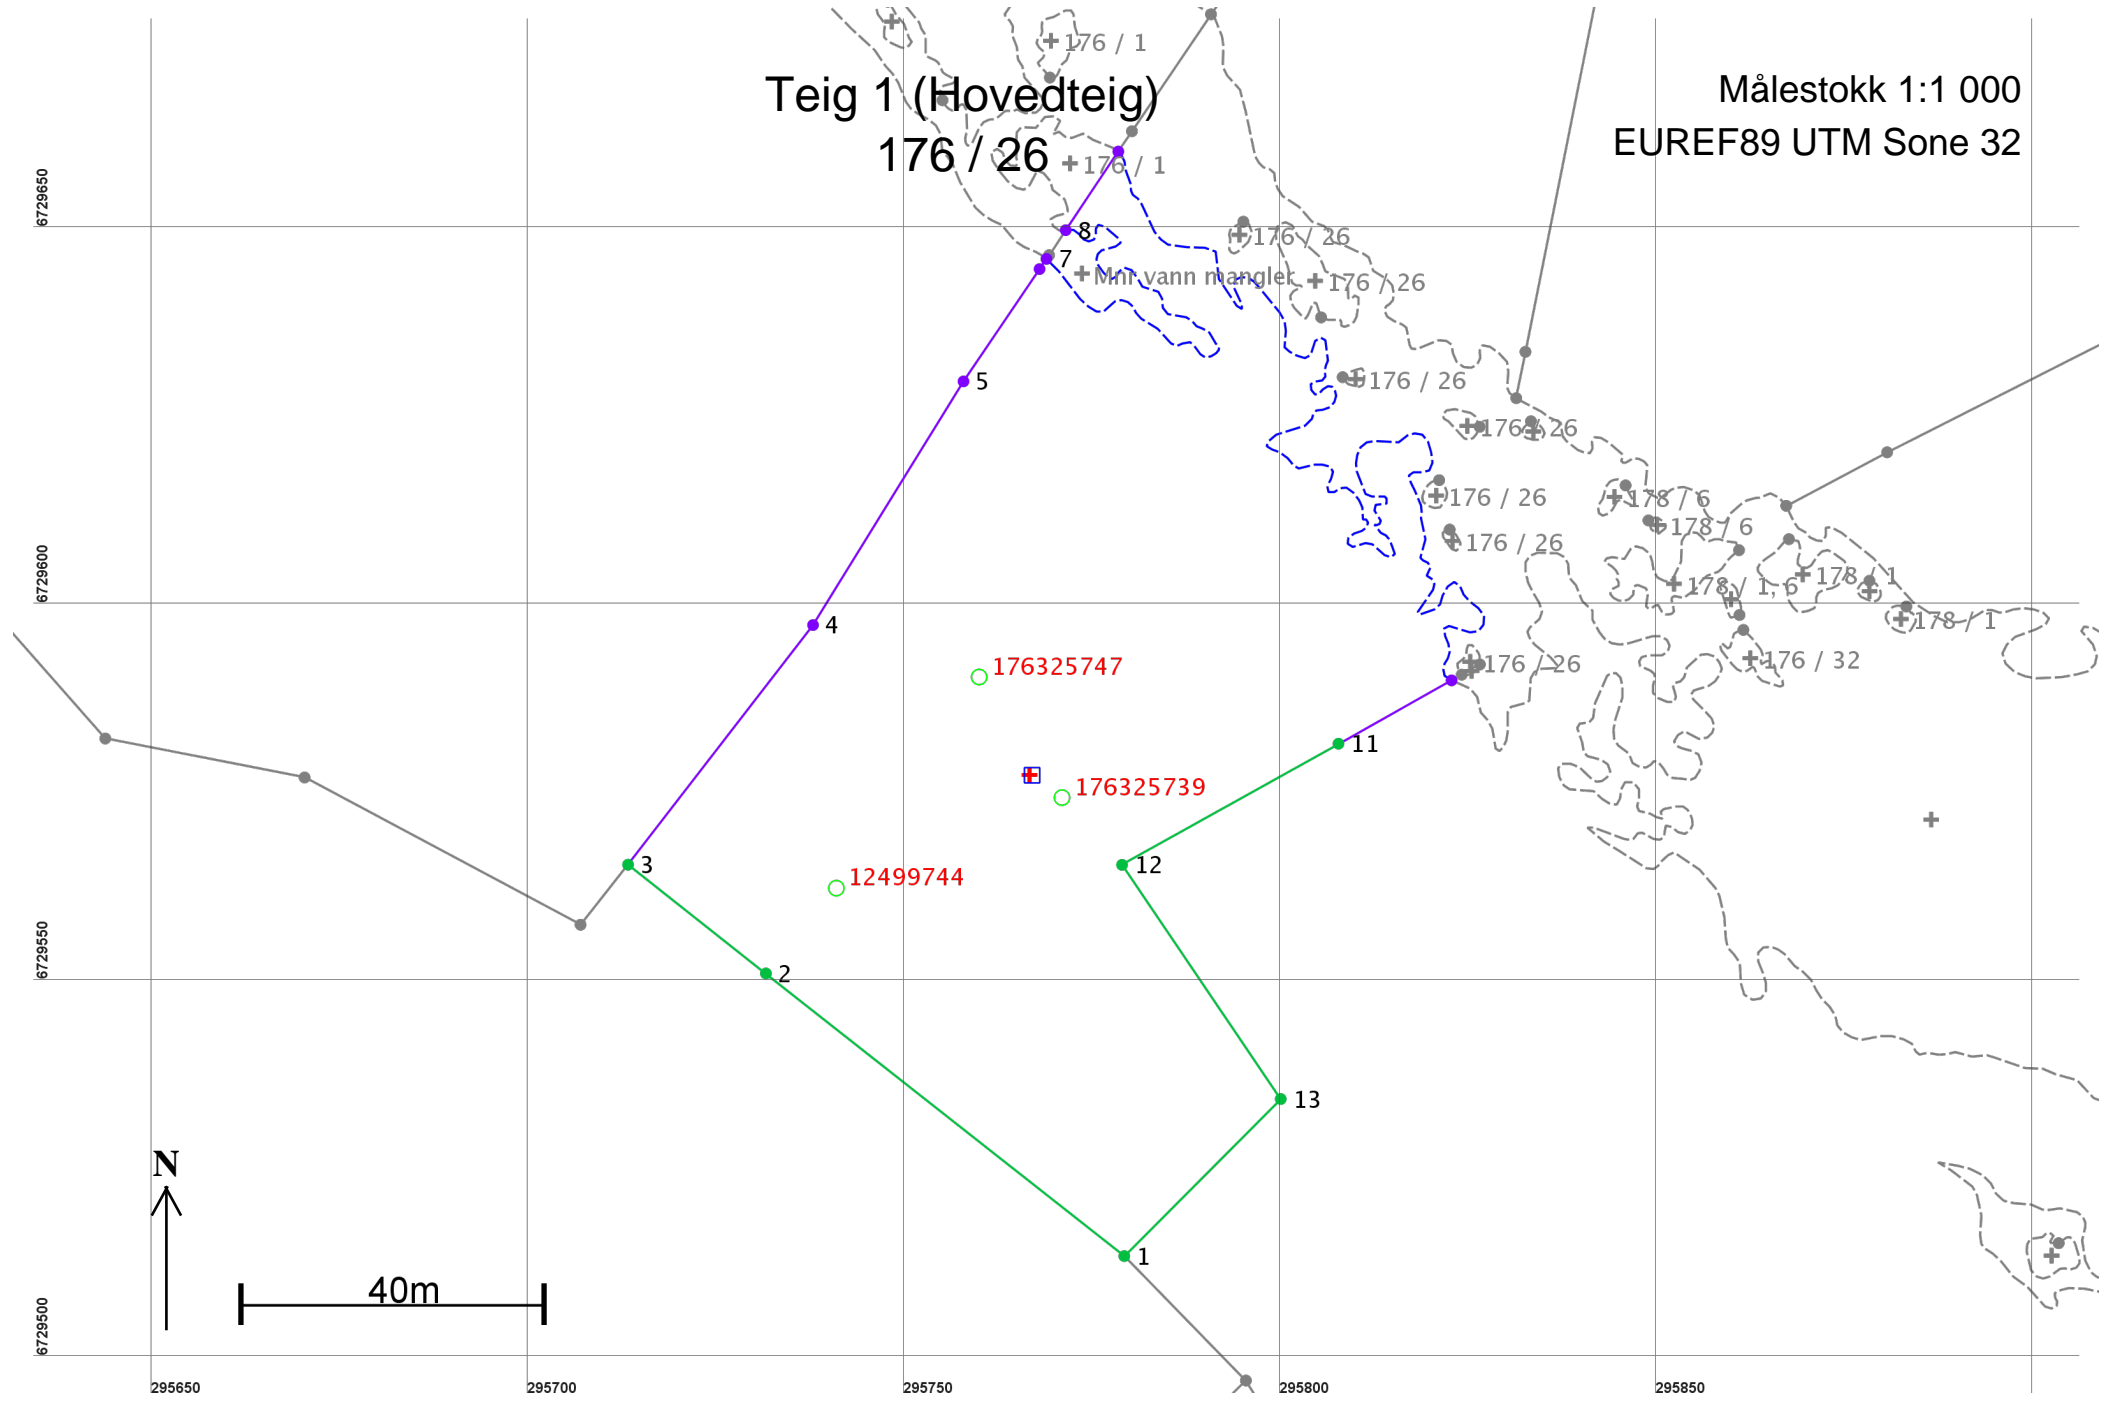 176 / 1
Teig 1 (Hovedteig)
176 / 26
176 / 1
Målestokk 1:1 000
EUREF89 UTM Sone 32
6729650
8
176 / 26
7
Mnr vann mangler
176 / 26
5
176 / 26
176 / 26
176 / 26
178 / 6
178 / 6
176 / 26
6729600
178 / 1, 6
178 / 1
178 / 1
4
176325747
176 / 26
176 / 32
11
176325739
3
12499744
12
6729550
2
13
N
1
40m
6729500
295650
295700
295750
295800
295850